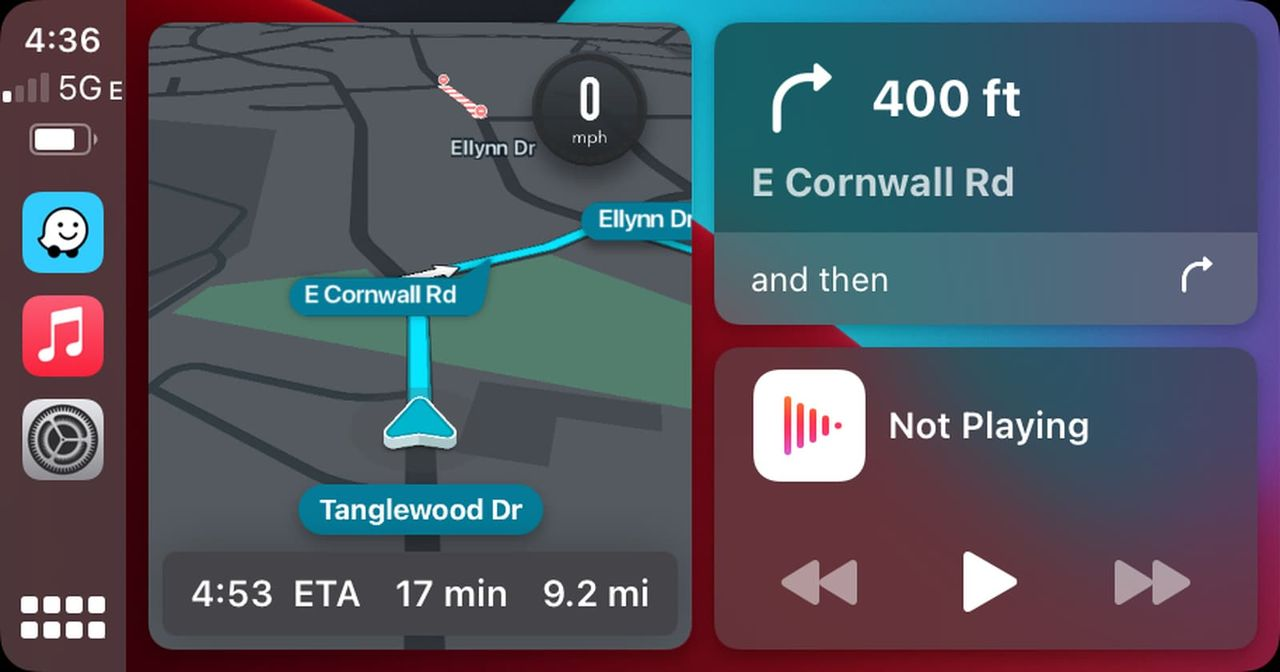 4:36
5G E
Ellynn Dr
0
mph
Ellynn Dr
E Cornwall Rd
Tanglewood Dr
4:53 ETA 17 min 9.2 mi
400 ft
E Cornwall Rd
and then
Not Playing